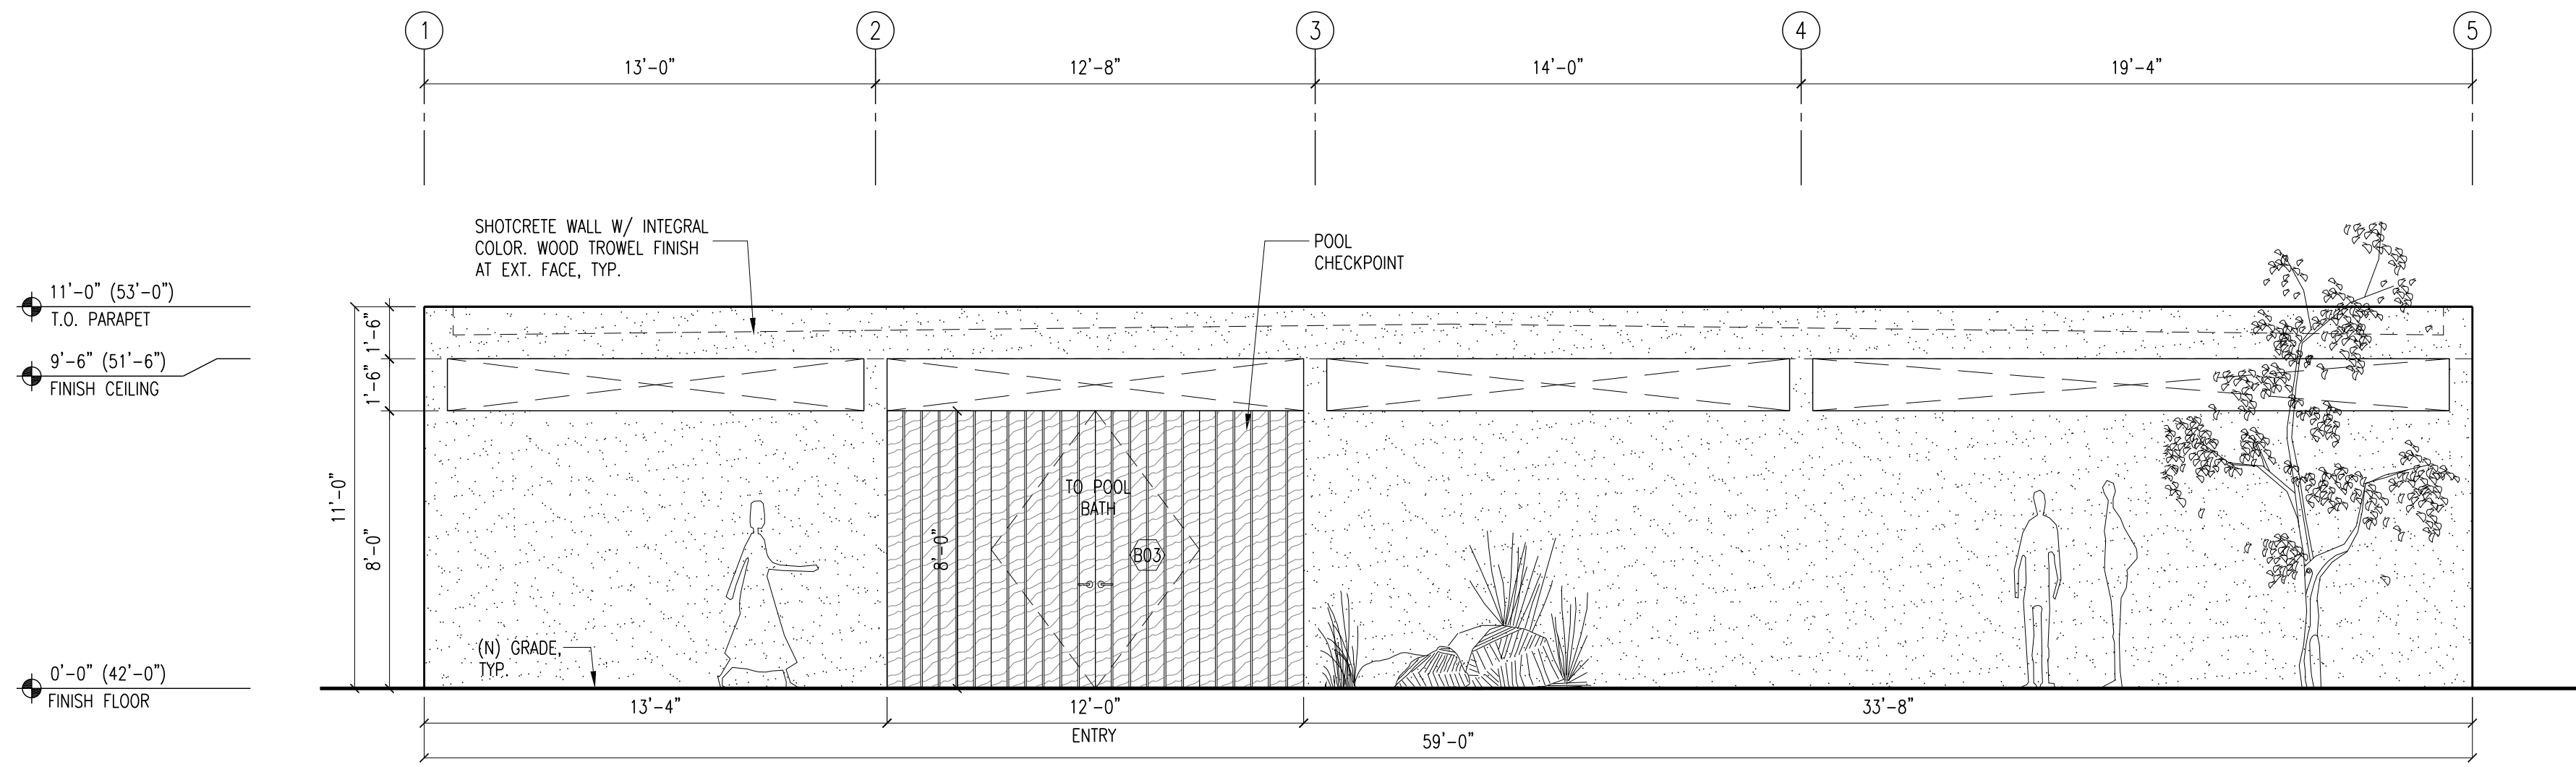 1
2
3
4
5
13'-0"
12'-8"
14'-0"
19'-4"
SHOTCRETE WALL W/ INTEGRAL
COLOR. WOOD TROWEL FINISH
AT EXT. FACE, TYP.
POOL
CHECKPOINT
11'-0" (53'-0")
T.O. PARAPET
9'-6" (51'-6")
FINISH CEILING
0'-0" (42'-0")
FINISH FLOOR
11'-0"
1'-6"
1'-6"
8'-0"
8'-0"
TO POOL
BATH
B03
(N) GRADE,
TYP.
13'-4"
12'-0"
33'-8"
ENTRY
59'-0"